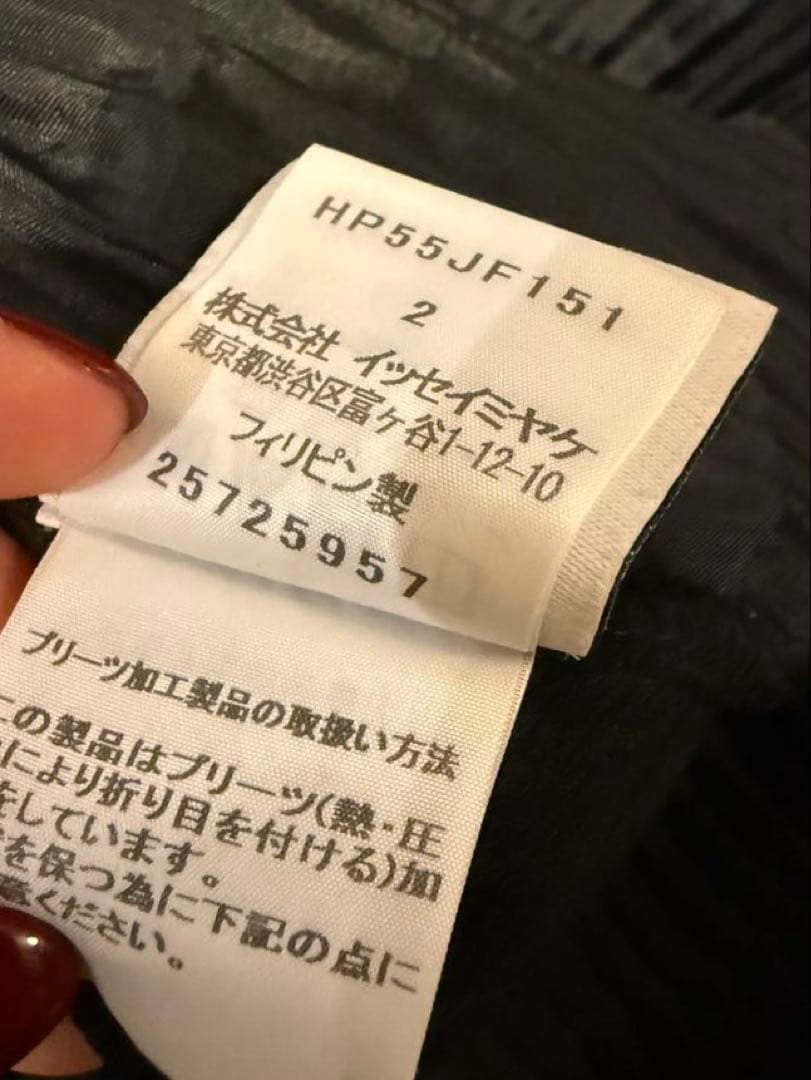 HP55JF151
2
株式会社 イッセイミヤケ
東京都渋谷区富ヶ谷1-12-10
フィリピン製
25725957
プリーツ加工製品の取扱い方法
の製品はプリーツ(熱・圧
により折り目を付ける)加
をしています。
を保つ為に下記の点に
ください。